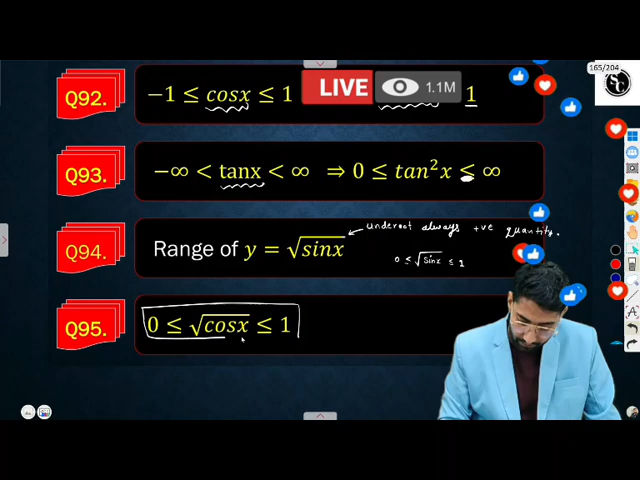 165/204
Q92.
−1 ≤ cosx ≤ 1
LIVE
1.1M
1
Q93.
−∞ < tanx < ∞ ⇒ 0 ≤ tan²x ≤ ∞
Q94.
Range of y = √sinx
underoot always +ve quantity.
0 ≤ √sinx ≤ 1
Q95.
0 ≤ √cosx ≤ 1